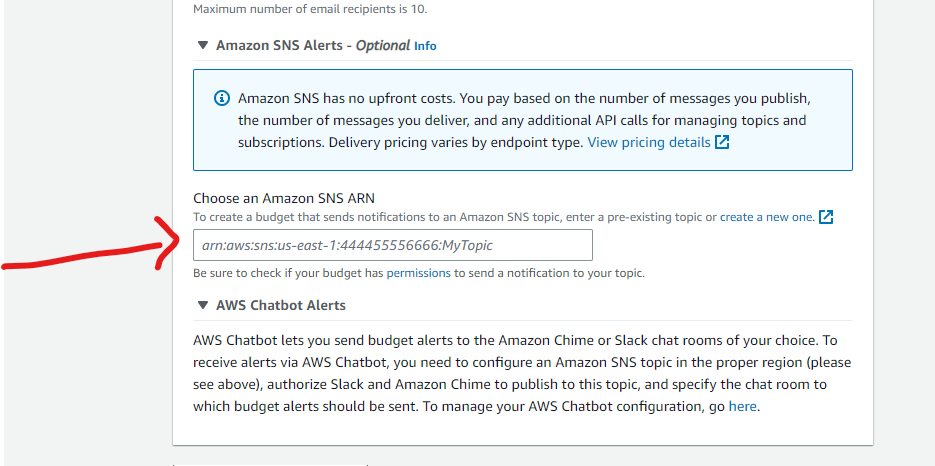 Maximum number of email recipients is 10.
Amazon SNS Alerts - Optional Info
Amazon SNS has no upfront costs. You pay based on the number of messages you publish,
the number of messages you deliver, and any additional API calls for managing topics and
subscriptions. Delivery pricing varies by endpoint type. View pricing details
Choose an Amazon SNS ARN
To create a budget that sends notifications to an Amazon SNS topic, enter a pre-existing topic or create a new one.
arn:aws:sns:us-east-1:444455556666:MyTopic
Be sure to check if your budget has permissions to send a notification to your topic.
AWS Chatbot Alerts
AWS Chatbot lets you send budget alerts to the Amazon Chime or Slack chat rooms of your choice. To
receive alerts via AWS Chatbot, you need to configure an Amazon SNS topic in the proper region (please
see above), authorize Slack and Amazon Chime to publish to this topic, and specify the chat room to
which budget alerts should be sent. To manage your AWS Chatbot configuration, go here.